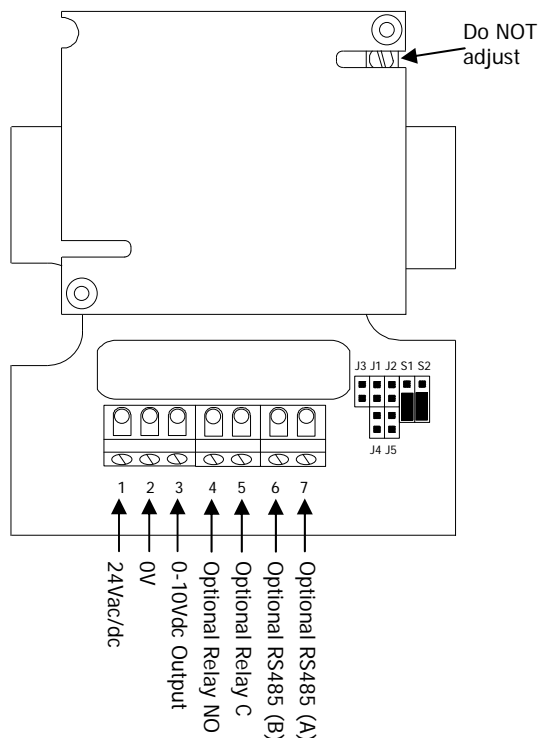 Do NOT
adjust
J3 J1 J2 S1 S2
J4 J5
1 2 3 4 5 6 7
24Vac/dc
0V
0-10Vdc Output
Optional Relay NO
Optional Relay C
Optional RS485 (B)
Optional RS485 (A)